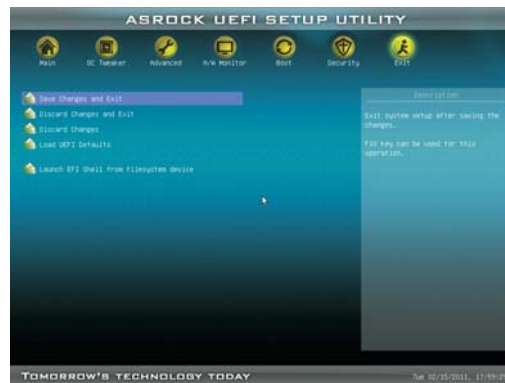 ASROCK UEFI SETUP UTILITY
Main OC Tweaker Advanced H/W Monitor Boot Security Exit
Save Changes and Exit
Discard Changes and Exit
Discard Changes
Load UEFI Defaults
Launch EFI Shell from filesystem device
Description
Exit system setup after saving the
changes.
F10 key can be used for this
operation.
TOMORROW'S TECHNOLOGY TODAY
Tue 02/15/2011,